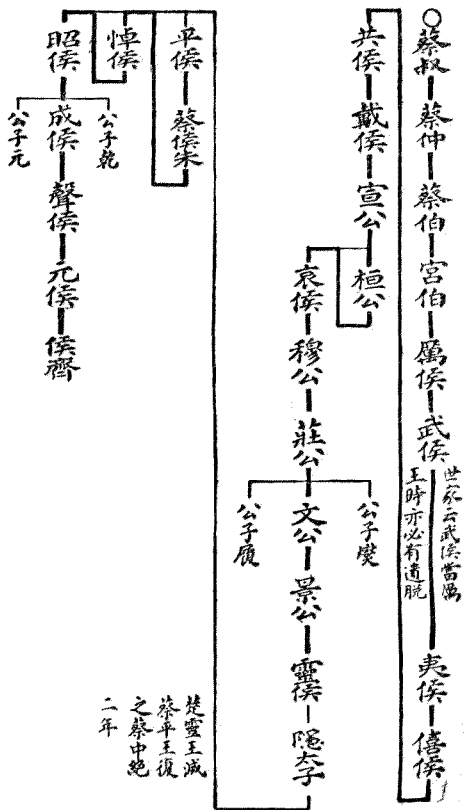 蔡叔
蔡仲
蔡伯
宮伯
厲侯
武侯
世家云武侯當厲
王時亦必有遺脫
夷侯
僖侯
共侯
戴侯
宣公
桓公
哀侯
穆公
莊公
公子燮
文公
公子履
景公
靈侯
隱太子
楚靈王滅
蔡平王復
之蔡中絶
二年
平侯
蔡侯朱
悼侯
昭侯
公子乾
成侯
公子元
聲侯
元侯
侯齊